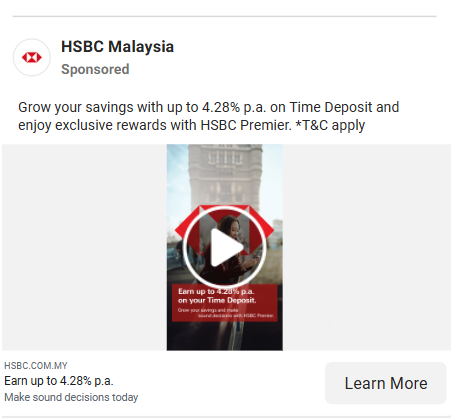 HSBC Malaysia
Sponsored
Grow your savings with up to 4.28% p.a. on Time Deposit and
enjoy exclusive rewards with HSBC Premier. *T&C apply
Earn up to 4.28% p.a.
on your Time Deposit.
Grow your savings and make
sound decisions with HSBC Premier.
HSBC.COM.MY
Earn up to 4.28% p.a.
Make sound decisions today
Learn More